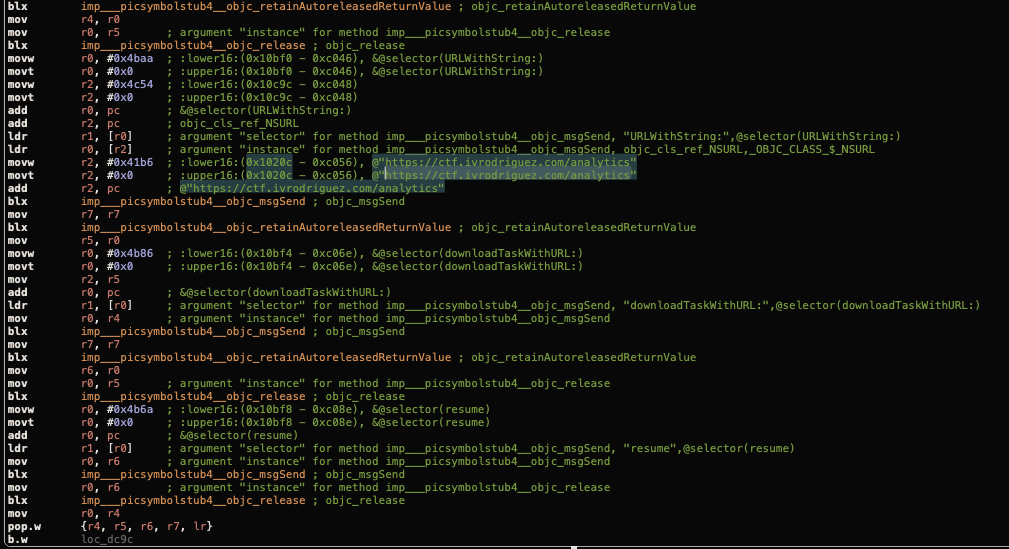 blx imp___picsymbolstub4__objc_retainAutoreleasedReturnValue ; objc_retainAutoreleasedReturnValue
mov r4, r0
mov r0, r5 ; argument "instance" for method imp___picsymbolstub4__objc_release
blx imp___picsymbolstub4__objc_release ; objc_release
movw r0, #0x4baa ; :lower16:(0x10bf0 - 0xc046), &@selector(URLWithString:)
movt r0, #0x0 ; :upper16:(0x10bf0 - 0xc046), &@selector(URLWithString:)
movw r2, #0x4c54 ; :lower16:(0x10c9c - 0xc048)
movt r2, #0x0 ; :upper16:(0x10c9c - 0xc048)
add r0, pc ; &@selector(URLWithString:)
add r2, pc ; objc_cls_ref_NSURL
ldr r1, [r0] ; argument "selector" for method imp___picsymbolstub4__objc_msgSend, "URLWithString:",@selector(URLWithString:)
ldr r0, [r2] ; argument "instance" for method imp___picsymbolstub4__objc_msgSend, objc_cls_ref_NSURL,_OBJC_CLASS_$_NSURL
movw r2, #0x41b6 ; :lower16:(0x1020c - 0xc056), @"https://ctf.ivrodriguez.com/analytics"
movt r2, #0x0 ; :upper16:(0x1020c - 0xc056), @"https://ctf.ivrodriguez.com/analytics"
add r2, pc ; @"https://ctf.ivrodriguez.com/analytics"
blx imp___picsymbolstub4__objc_msgSend ; objc_msgSend
mov r7, r7
blx imp___picsymbolstub4__objc_retainAutoreleasedReturnValue ; objc_retainAutoreleasedReturnValue
mov r5, r0
movw r0, #0x4b86 ; :lower16:(0x10bf4 - 0xc06e), &@selector(downloadTaskWithURL:)
movt r0, #0x0 ; :upper16:(0x10bf4 - 0xc06e), &@selector(downloadTaskWithURL:)
mov r2, r5
add r0, pc ; &@selector(downloadTaskWithURL:)
ldr r1, [r0] ; argument "selector" for method imp___picsymbolstub4__objc_msgSend, "downloadTaskWithURL:",@selector(downloadTaskWithURL:)
mov r0, r4 ; argument "instance" for method imp___picsymbolstub4__objc_msgSend
blx imp___picsymbolstub4__objc_msgSend ; objc_msgSend
mov r7, r7
blx imp___picsymbolstub4__objc_retainAutoreleasedReturnValue ; objc_retainAutoreleasedReturnValue
mov r6, r0
mov r0, r5 ; argument "instance" for method imp___picsymbolstub4__objc_release
blx imp___picsymbolstub4__objc_release ; objc_release
movw r0, #0x4b6a ; :lower16:(0x10bf8 - 0xc08e), &@selector(resume)
movt r0, #0x0 ; :upper16:(0x10bf8 - 0xc08e), &@selector(resume)
add r0, pc ; &@selector(resume)
ldr r1, [r0] ; argument "selector" for method imp___picsymbolstub4__objc_msgSend, "resume",@selector(resume)
mov r0, r6 ; argument "instance" for method imp___picsymbolstub4__objc_msgSend
blx imp___picsymbolstub4__objc_msgSend ; objc_msgSend
mov r0, r6 ; argument "instance" for method imp___picsymbolstub4__objc_release
blx imp___picsymbolstub4__objc_release ; objc_release
mov r0, r4
pop.w {r4, r5, r6, r7, lr}
b.w loc_dc9c